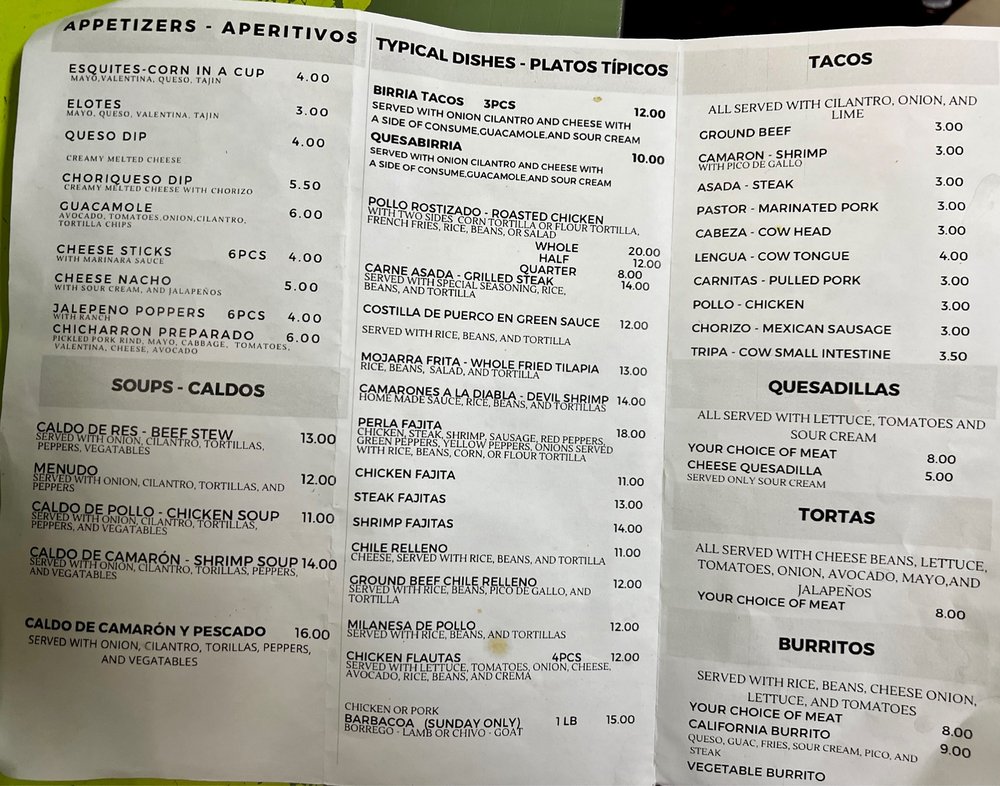 APPETIZERS - APERITIVOS
ESQUITES-CORN IN A CUP 4.00
MAYO,VALENTINA, QUESO, TAJIN
ELOTES 3.00
MAYO, QUESO, VALENTINA, TAJIN
QUESO DIP 4.00
CREAMY MELTED CHEESE
CHORIQUESO DIP 5.50
CREAMY MELTED CHEESE WITH CHORIZO
GUACAMOLE 6.00
AVOCADO, TOMATOES,ONION,CILANTRO,
TORTILLA CHIPS
CHEESE STICKS 6PCS 4.00
WITH MARINARA SAUCE
CHEESE NACHO 5.00
WITH SOUR CREAM, AND JALAPEÑOS
JALEPENO POPPERS 6PCS 4.00
WITH RANCH
CHICHARRON PREPARADO 6.00
PICKLED PORK RIND, MAYO, CABBAGE, TOMATOES,
VALENTINA, CHEESE, AVOCADO
SOUPS - CALDOS
CALDO DE RES - BEEF STEW 13.00
SERVED WITH ONION, CILANTRO, TORTILLAS,
PEPPERS, VEGATABLES
MENUDO 12.00
SERVED WITH ONION, CILANTRO, TORTILLAS, AND
PEPPERS
CALDO DE POLLO - CHICKEN SOUP 11.00
SERVED WITH ONION, CILANTRO, TORTILLAS,
PEPPERS, AND VEGATABLES
CALDO DE CAMARÓN - SHRIMP SOUP 14.00
SERVED WITH ONION, CILANTRO, TORILLAS, PEPPERS,
AND VEGATABLES
CALDO DE CAMARÓN Y PESCADO 16.00
SERVED WITH ONION, CILANTRO, TORILLAS, PEPPERS,
AND VEGATABLES
TYPICAL DISHES - PLATOS TÍPICOS
BIRRIA TACOS 3PCS 12.00
SERVED WITH ONION CILANTRO AND CHEESE WITH
A SIDE OF CONSUME,GUACAMOLE,AND SOUR CREAM
QUESABIRRIA 10.00
SERVED WITH ONION CILANTRO AND CHEESE WITH
A SIDE OF CONSUME,GUACAMOLE,AND SOUR CREAM
POLLO ROSTIZADO - ROASTED CHICKEN
WITH TWO SIDES CORN TORTILLA OR FLOUR TORTILLA,
FRENCH FRIES, RICE, BEANS, OR SALAD
WHOLE 20.00
HALF 12.00
QUARTER 8.00
CARNE ASADA - GRILLED STEAK 14.00
SERVED WITH SPECIAL SEASONING, RICE,
BEANS, AND TORTILLA
COSTILLA DE PUERCO EN GREEN SAUCE 12.00
SERVED WITH RICE, BEANS, AND TORTILLA
MOJARRA FRITA - WHOLE FRIED TILAPIA 13.00
RICE, BEANS, SALAD, AND TORTILLA
CAMARONES A LA DIABLA - DEVIL SHRIMP 14.00
HOME MADE SAUCE, RICE, BEANS, AND TORTILLAS
PERLA FAJITA 18.00
CHICKEN, STEAK, SHRIMP, SAUSAGE, RED PEPPERS,
GREEN PEPPERS, YELLOW PEPPERS, ONIONS SERVED
WITH RICE, BEANS, CORN, OR FLOUR TORTILLA
CHICKEN FAJITA 11.00
STEAK FAJITAS 13.00
SHRIMP FAJITAS 14.00
CHILE RELLENO 11.00
CHEESE, SERVED WITH RICE, BEANS, AND TORTILLA
GROUND BEEF CHILE RELLENO 12.00
SERVED WITH RICE, BEANS, PICO DE GALLO, AND
TORTILLA
MILANESA DE POLLO 12.00
SERVED WITH RICE, BEANS, AND TORTILLAS
CHICKEN FLAUTAS 4PCS 12.00
SERVED WITH LETTUCE, TOMATOES, ONION, CHEESE,
AVOCADO, RICE, BEANS, AND CREMA
CHICKEN OR PORK
BARBACOA (SUNDAY ONLY) 1 LB 15.00
BORREGO - LAMB OR CHIVO - GOAT
TACOS
ALL SERVED WITH CILANTRO, ONION, AND
LIME
GROUND BEEF 3.00
CAMARON - SHRIMP 3.00
WITH PICO DE GALLO
ASADA - STEAK 3.00
PASTOR - MARINATED PORK 3.00
CABEZA - COW HEAD 3.00
LENGUA - COW TONGUE 4.00
CARNITAS - PULLED PORK 3.00
POLLO - CHICKEN 3.00
CHORIZO - MEXICAN SAUSAGE 3.00
TRIPA - COW SMALL INTESTINE 3.50
QUESADILLAS
ALL SERVED WITH LETTUCE, TOMATOES AND
SOUR CREAM
YOUR CHOICE OF MEAT 8.00
CHEESE QUESADILLA 5.00
SERVED ONLY SOUR CREAM
TORTAS
ALL SERVED WITH CHEESE BEANS, LETTUCE,
TOMATOES, ONION, AVOCADO, MAYO,AND
JALAPEÑOS
YOUR CHOICE OF MEAT 8.00
BURRITOS
SERVED WITH RICE, BEANS, CHEESE ONION,
LETTUCE, AND TOMATOES
YOUR CHOICE OF MEAT 8.00
CALIFORNIA BURRITO 9.00
QUESO, GUAC, FRIES, SOUR CREAM, PICO, AND
STEAK
VEGETABLE BURRITO